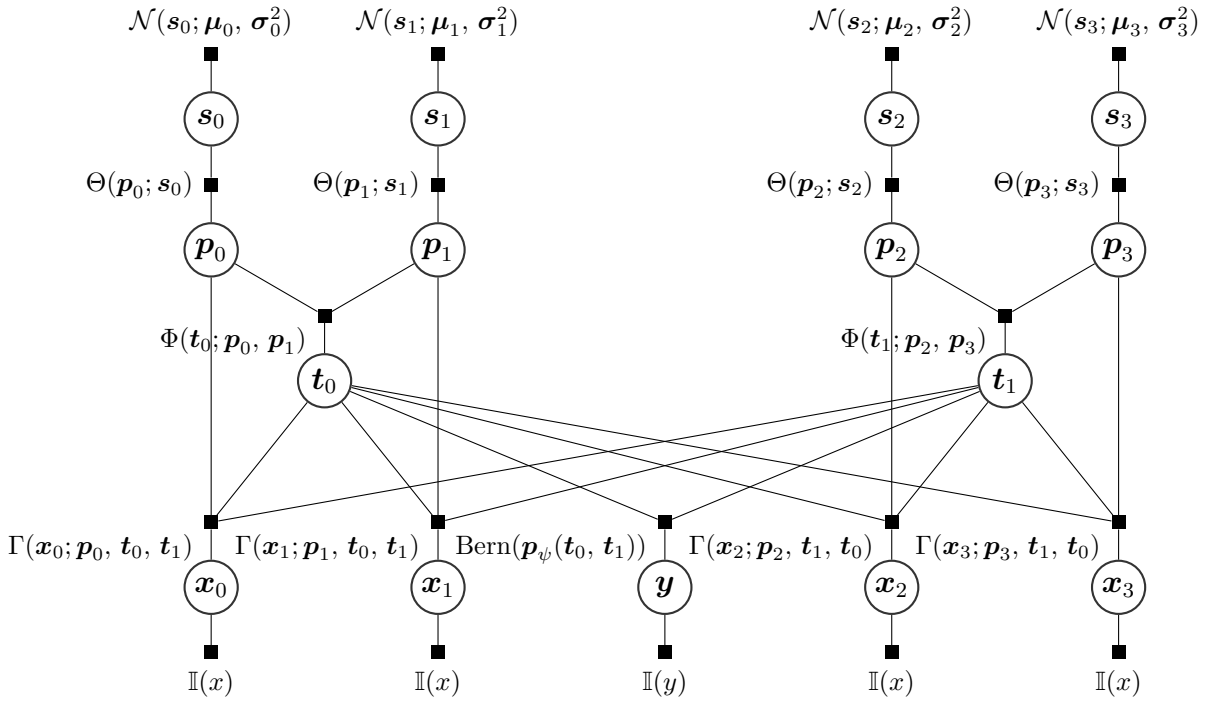 𝒩(s₀; μ₀, σ₀²) 𝒩(s₁; μ₁, σ₁²) 𝒩(s₂; μ₂, σ₂²) 𝒩(s₃; μ₃, σ₃²)
s₀ s₁ s₂ s₃
Θ(p₀; s₀) Θ(p₁; s₁) Θ(p₂; s₂) Θ(p₃; s₃)
p₀ p₁ p₂ p₃
Φ(t₀; p₀, p₁) Φ(t₁; p₂, p₃)
t₀ t₁
Γ(x₀; p₀, t₀, t₁) Γ(x₁; p₁, t₀, t₁) Bern(p_ψ(t₀, t₁)) Γ(x₂; p₂, t₁, t₀) Γ(x₃; p₃, t₁, t₀)
x₀ x₁ y x₂ x₃
𝕀(x) 𝕀(x) 𝕀(y) 𝕀(x) 𝕀(x)